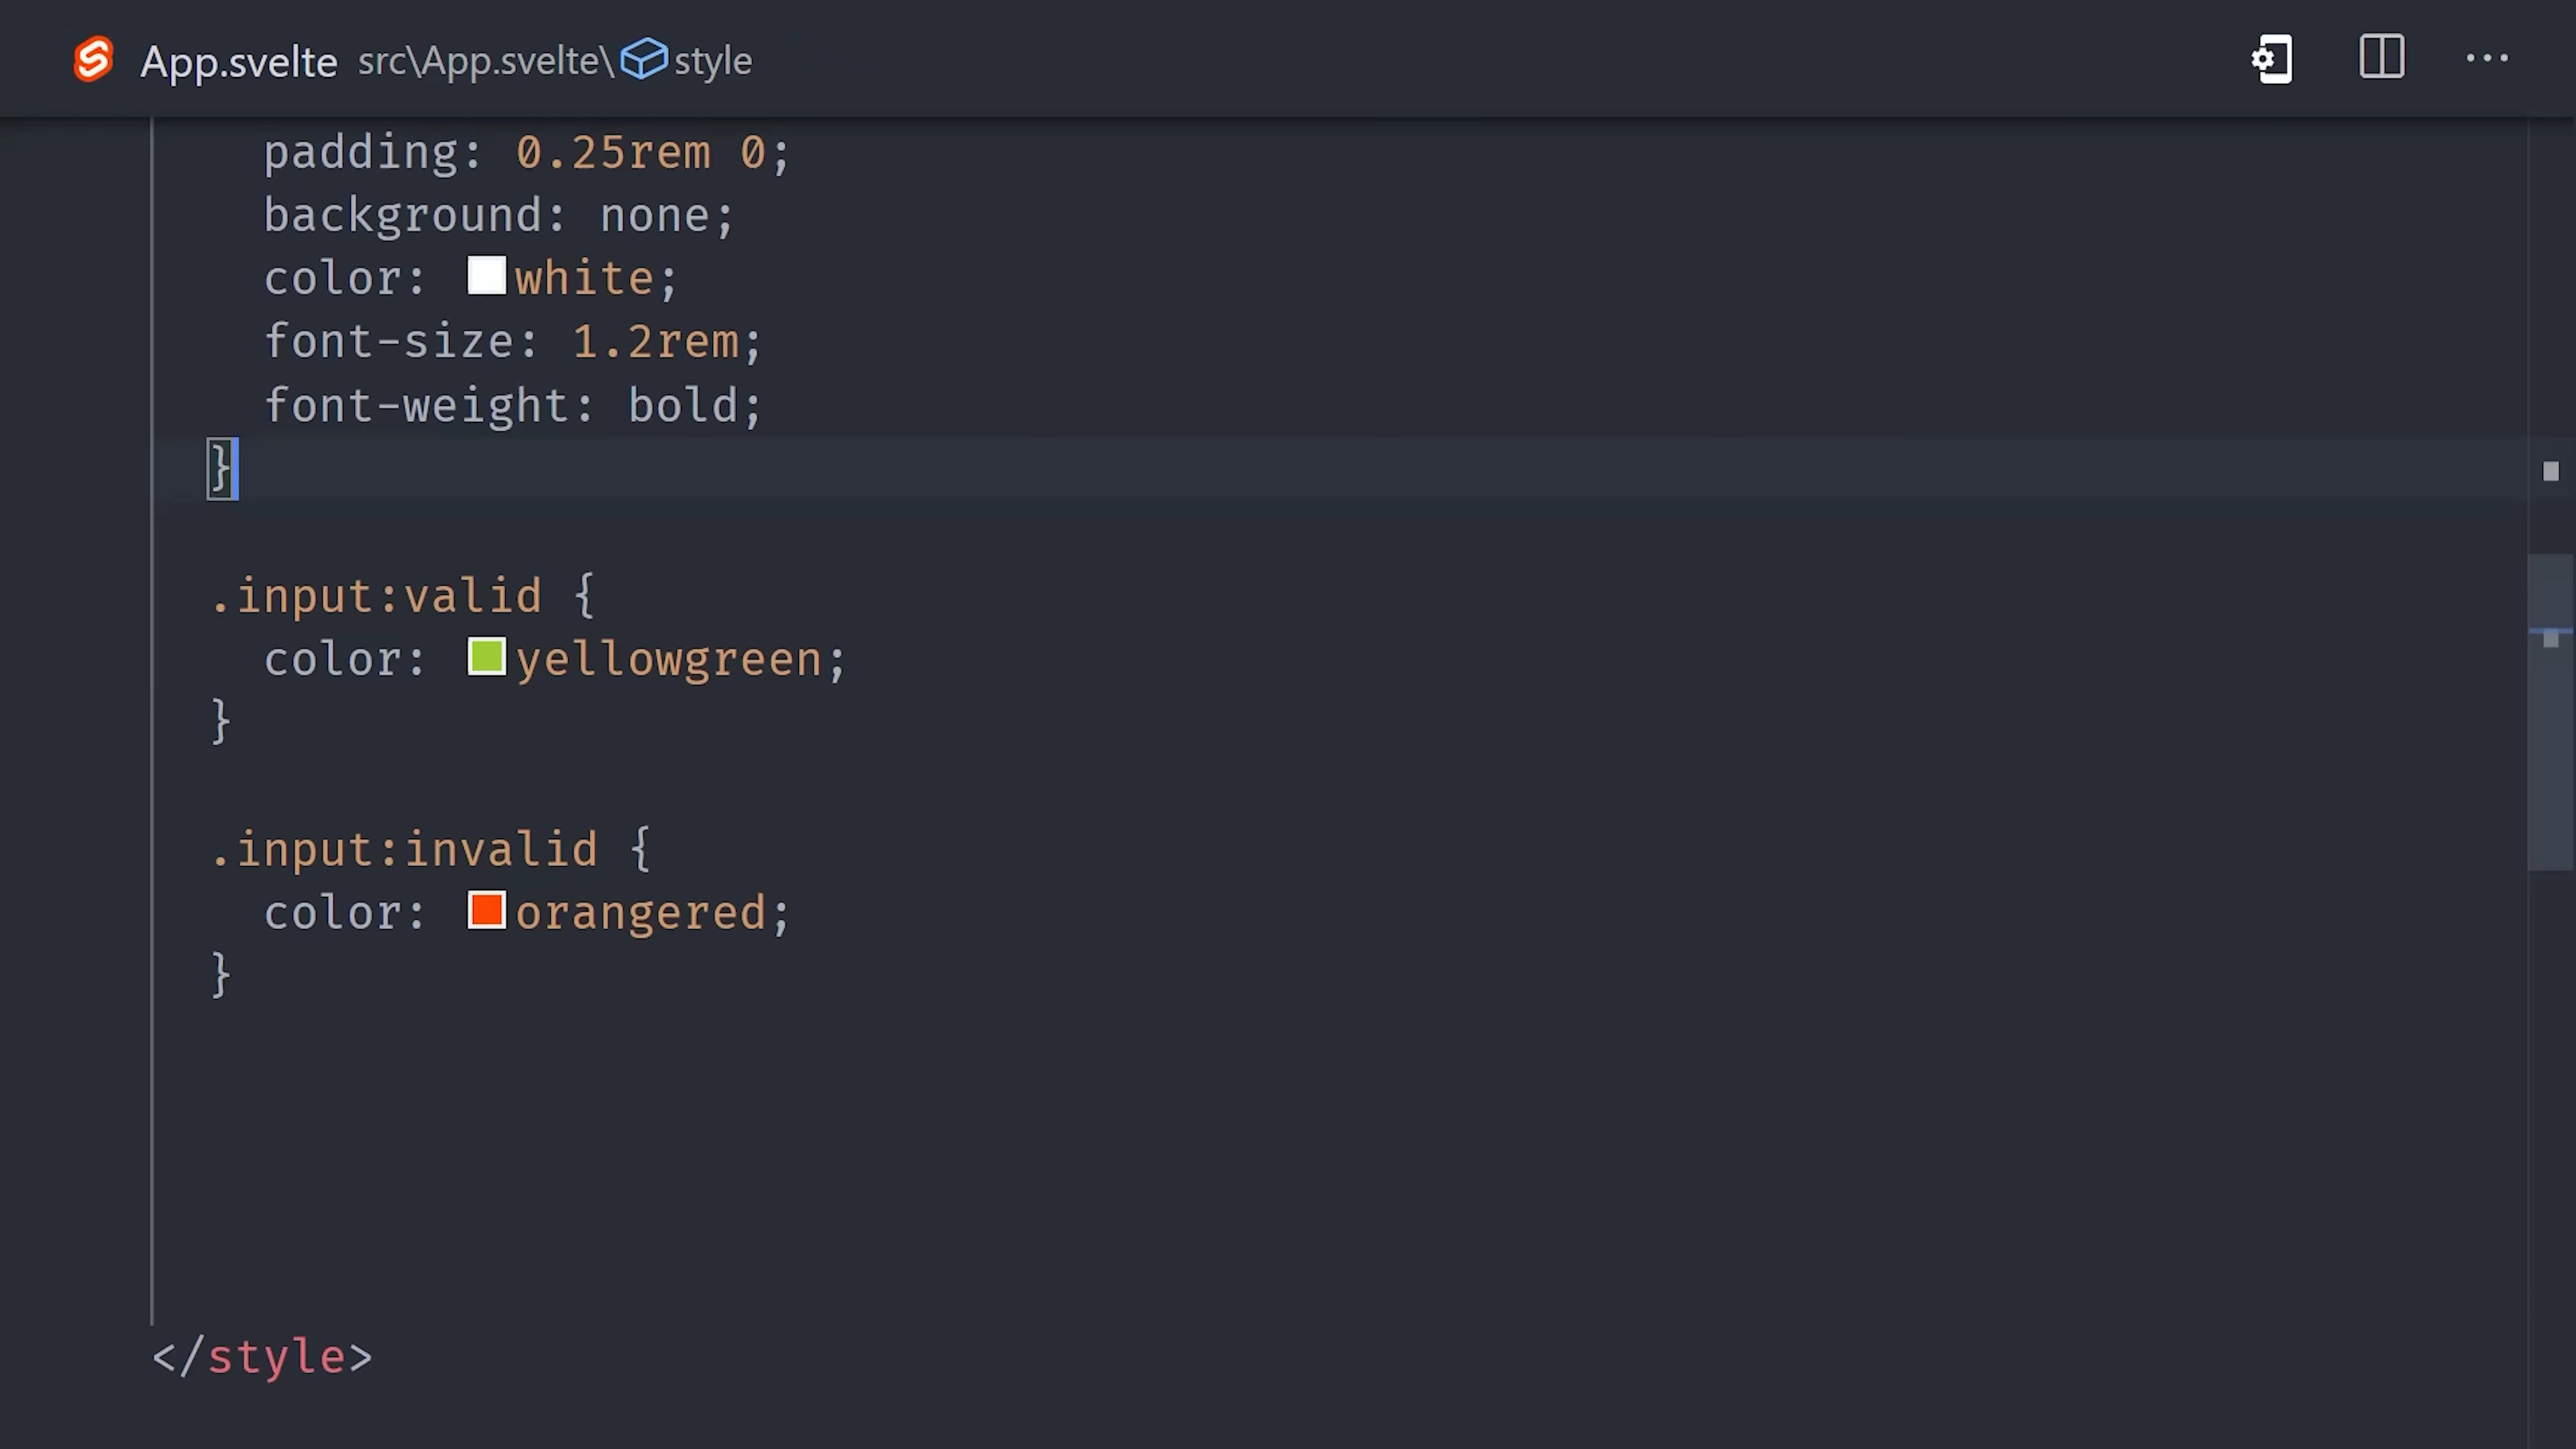 App.svelte src\App.svelte\style
padding: 0.25rem 0;
background: none;
color: white;
font-size: 1.2rem;
font-weight: bold;
}
.input:valid {
color: yellowgreen;
}
.input:invalid {
color: orangered;
}
</style>